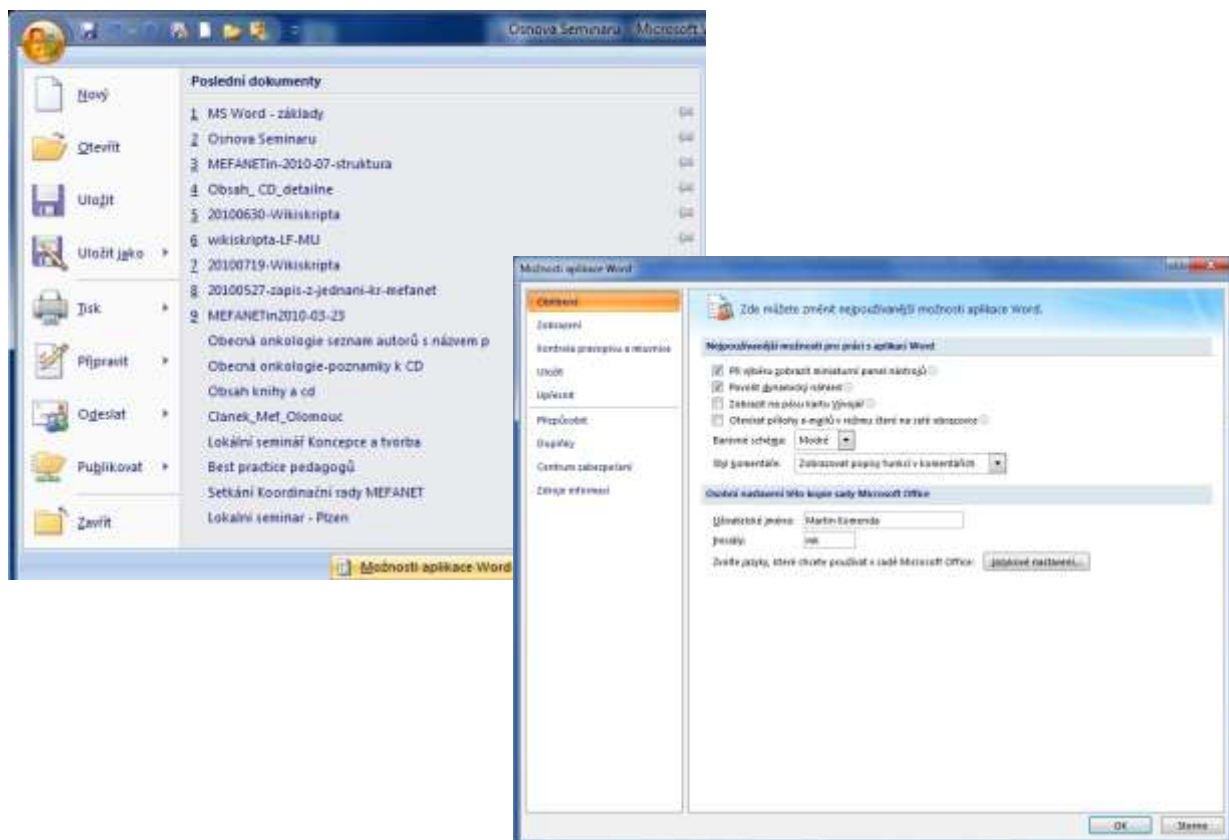 Osnova Seminaru Microsoft
Nový
Otevřít
Uložit
Uložit jako
Tisk
Připravit
Odeslat
Publikovat
Zavřít
Poslední dokumenty
1 MS Word - základy
2 Osnova Seminaru
3 MEFANETin-2010-07-struktura
4 Obsah_ CD_detailne
5 20100630-Wikiskripta
6 wikiskripta-LF-MU
7 20100719-Wikiskripta
8 20100527-zapis-z-jednani-kr-mefanet
9 MEFANETin2010-03-23
Obecná onkologie seznam autorů s názvem p
Obecná onkologie-poznamky k CD
Obsah knihy a cd
Clanek_Mef_Olomouc
Lokální seminář Koncepce a tvorba
Best practice pedagogů
Setkání Koordinační rady MEFANET
Lokalni seminar - Plzen
Možnosti aplikace Word
Možnosti aplikace Word
Oblíbené
Zobrazení
Kontrola pravopisu a mluvnice
Uložit
Upřesnit
Přizpůsobit
Doplňky
Centrum zabezpečení
Zdroje informací
Zde můžete změnit nejpoužívanější možnosti aplikace Word.
Nejpoužívanější možnosti pro práci s aplikací Word
Při výběru zobrazit miniaturní panel nástrojů
Povolit dynamický náhled
Zobrazit na pásu kartu Vývojář
Otevírat přílohy e-mailů v režimu čtení na celé obrazovce
Barevné schéma: Modré
Styl komentáře: Zobrazovat popisy funkcí v komentářích
Osobní nastavení této kopie sady Microsoft Office
Uživatelské jméno: Martin Komenda
Iniciály: MK
Zvolte jazyky, které chcete používat v sadě Microsoft Office: Jazykové nastavení...
OK Storno